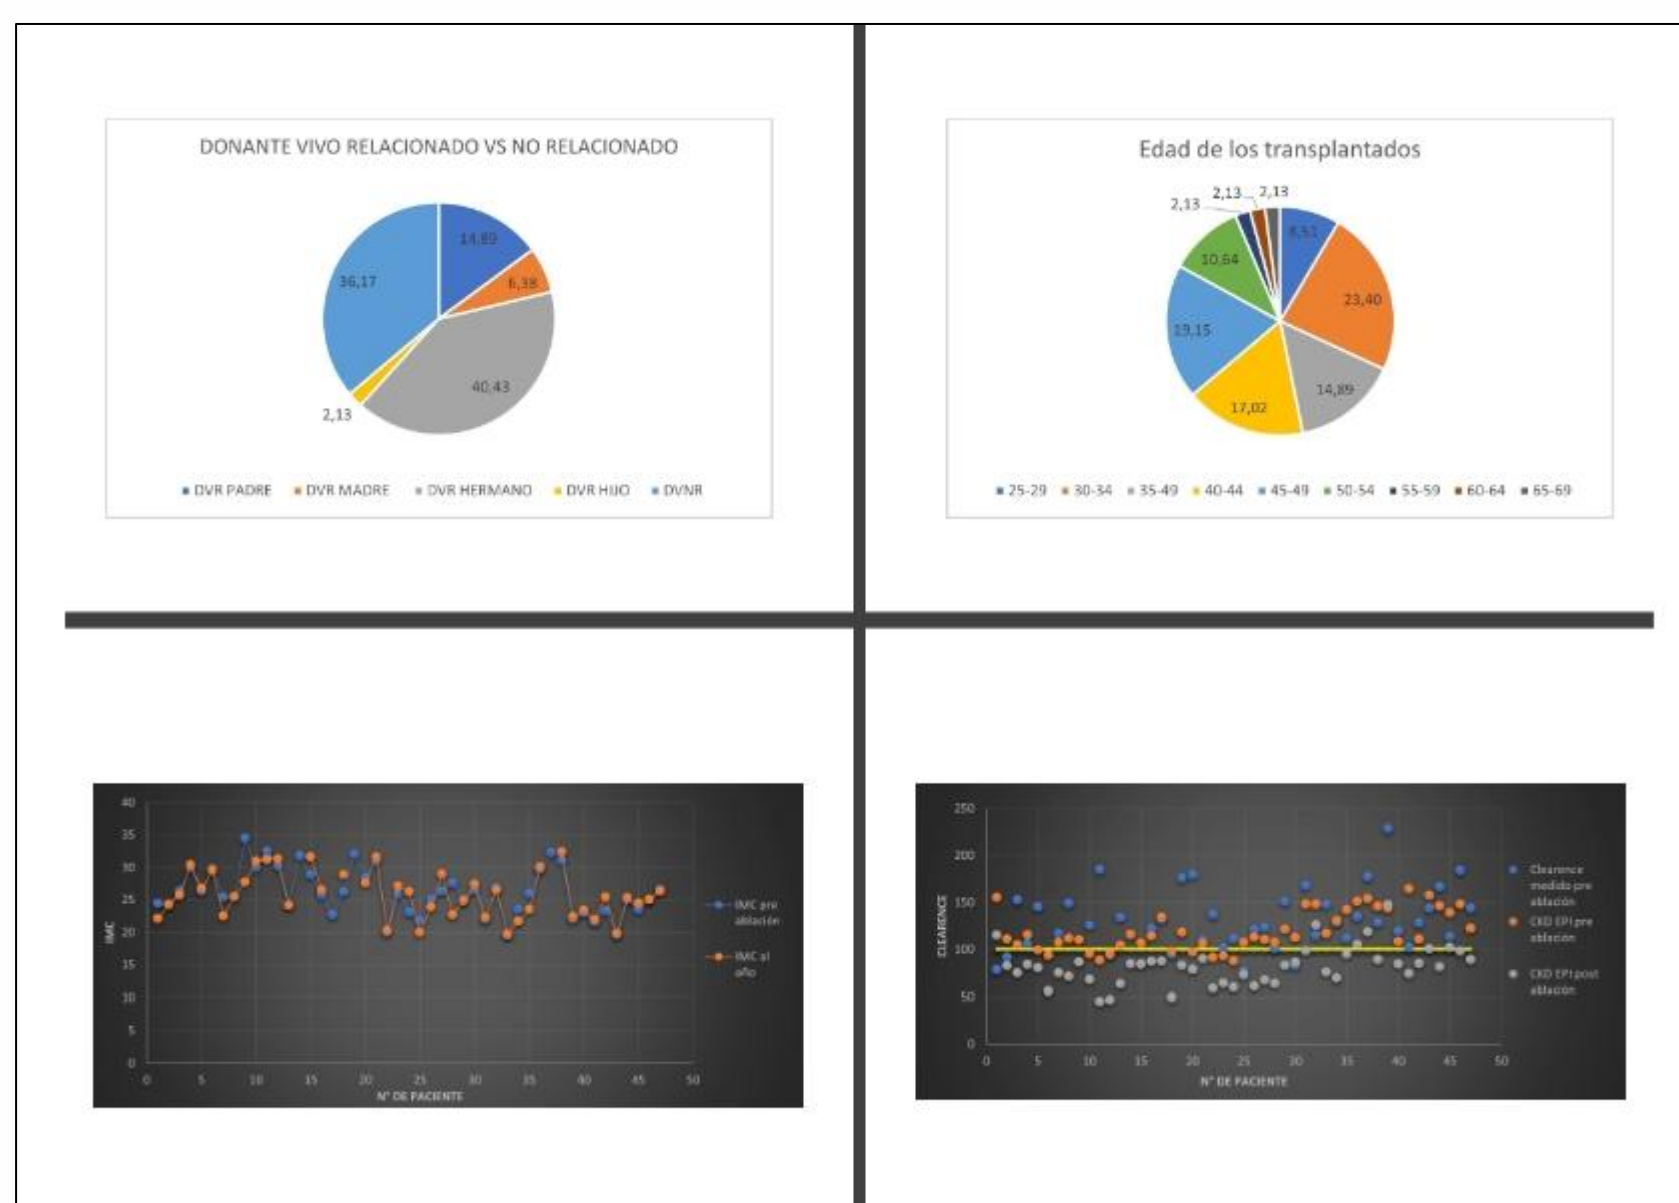 DONANTE VIVO RELACIONADO VS NO RELACIONADO
14,89
6,38
36,17
40,43
2,13
DVR PADRE DVR MADRE DVR HERMANO DVR HIJO DVNR
Edad de los transplantados
2,13 2,13
2,13
8,51
10,64
23,40
19,15
14,89
17,02
25-29 30-34 35-49 40-44 45-49 50-54 55-59 60-64 65-69
40
35
30
25
20
15
10
5
0
IMC
0 5 10 15 20 25 30 35 40 45 50
N° DE PACIENTE
IMC pre
ablación
IMC al
año
250
200
150
100
50
0
CLEARENCE
0 5 10 15 20 25 30 35 40 45 50
N° DE PACIENTE
Clearence
medido pre
ablación
CKD EPI pre
ablación
CKD EPI post
ablación